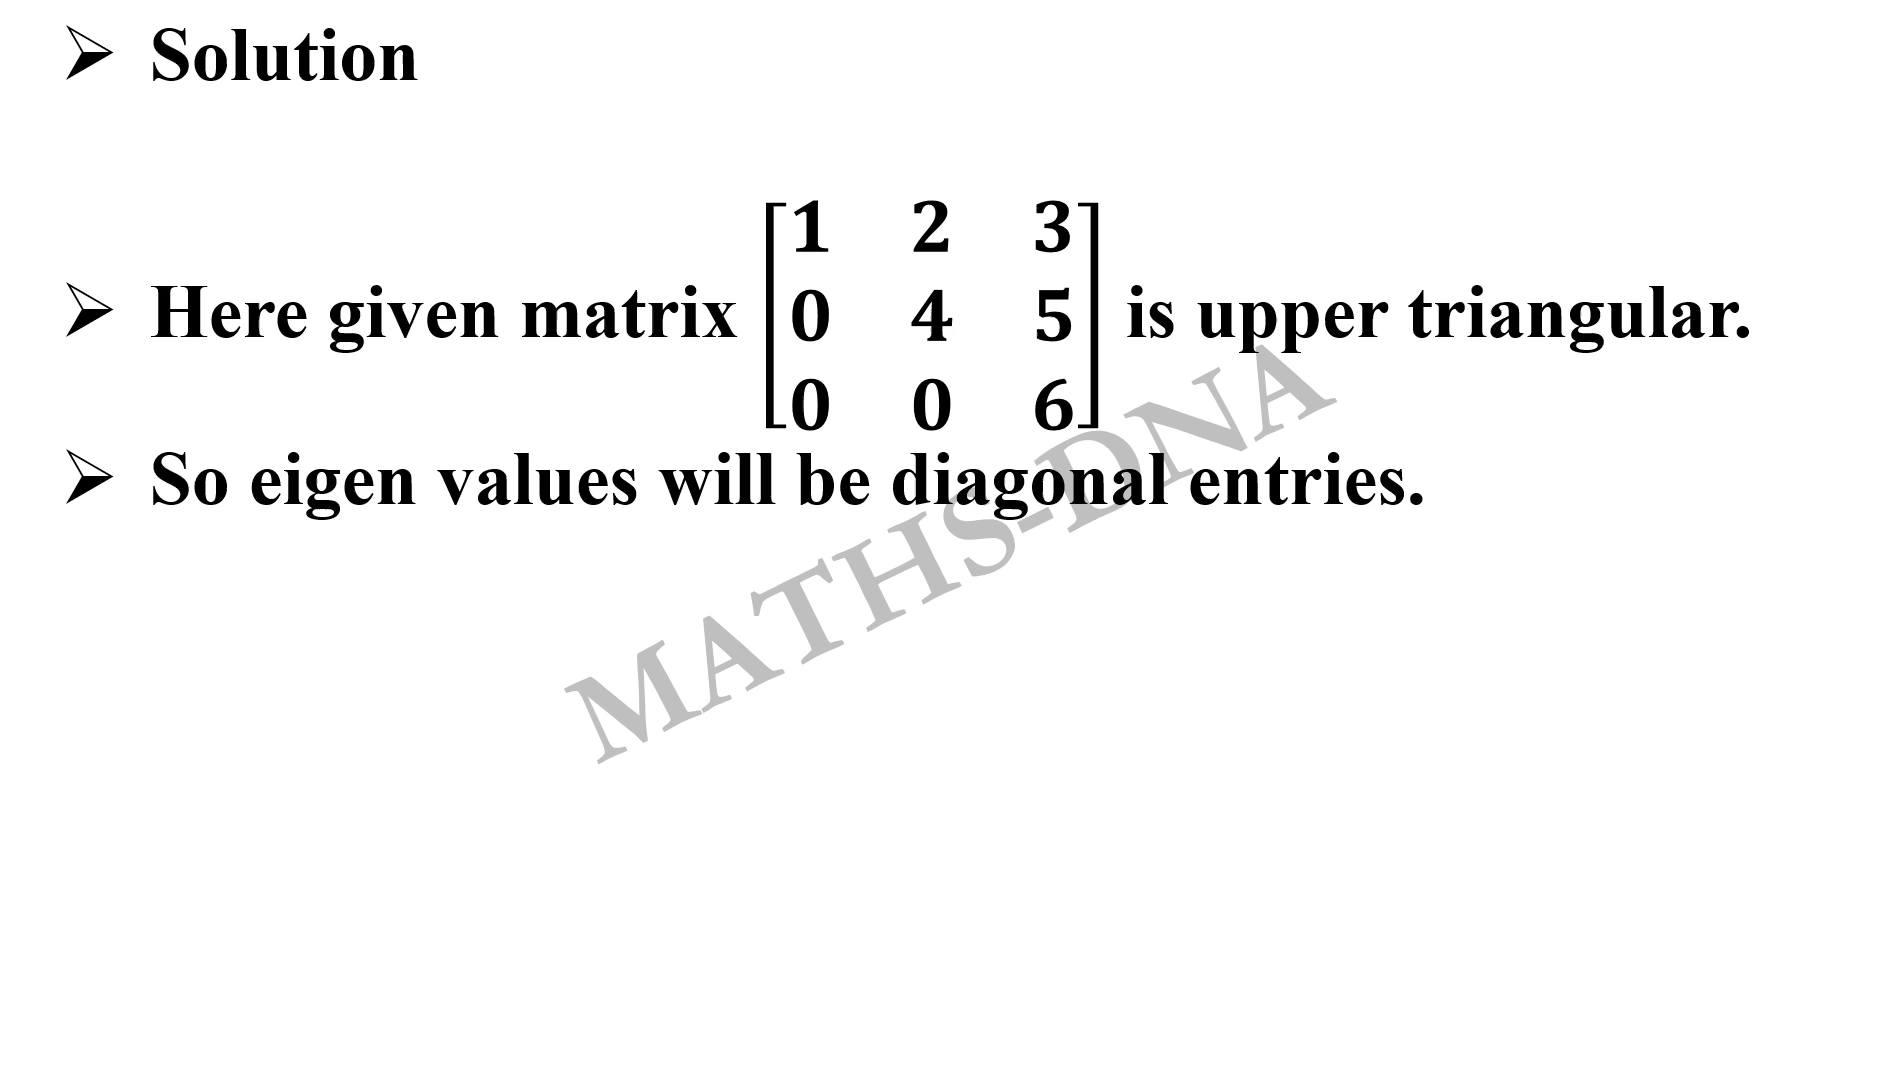 ➢ Solution
1 2 3
➢ Here given matrix [0 4 5] is upper triangular.
0 0 6
➢ So eigen values will be diagonal entries.
MATHS-DNA